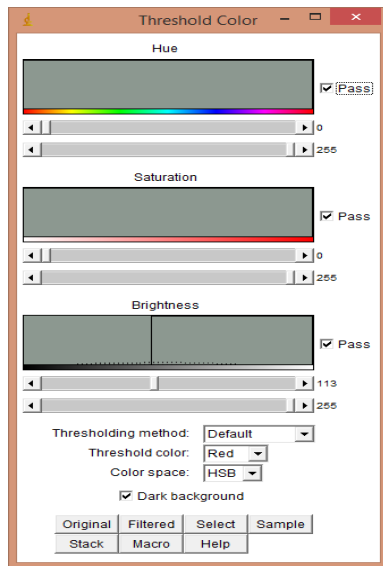 Threshold Color
Hue
Pass
0
255
Saturation
Pass
0
255
Brightness
Pass
113
255
Thresholding method: Default
Threshold color: Red
Color space: HSB
Dark background
Original Filtered Select Sample
Stack Macro Help